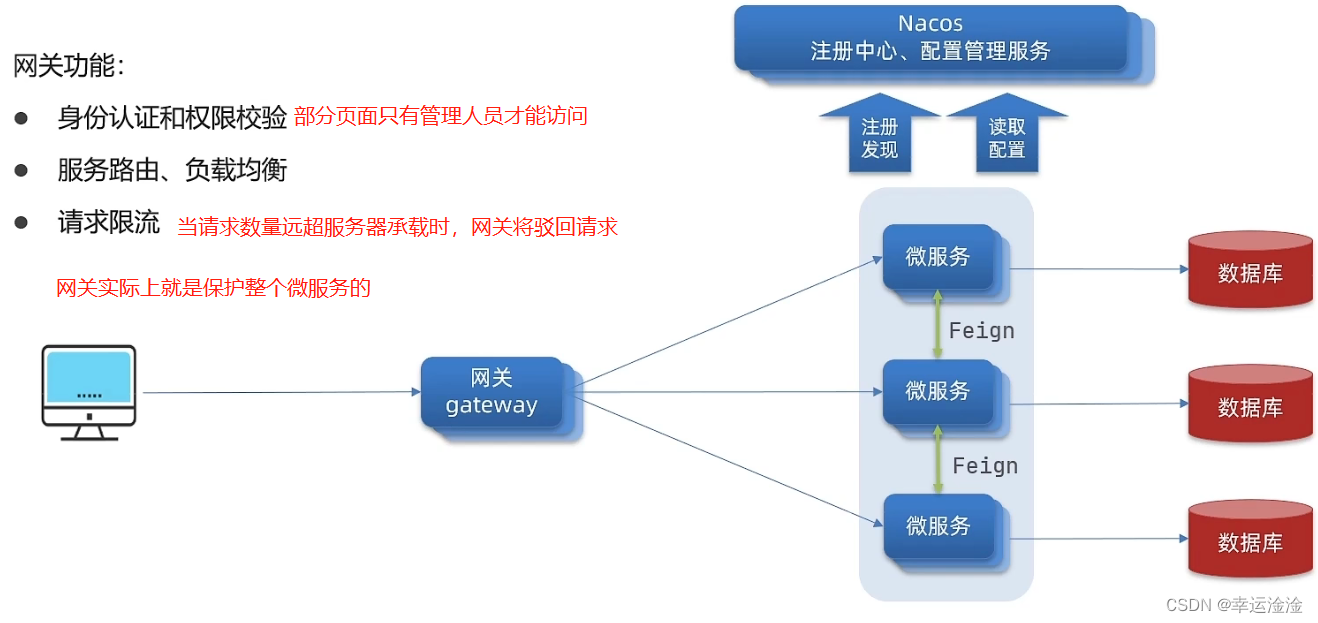 网关功能：
● 身份认证和权限校验 部分页面只有管理人员才能访问
● 服务路由、负载均衡
● 请求限流 当请求数量远超服务器承载时，网关将驳回请求
网关实际上就是保护整个微服务的
Nacos
注册中心、配置管理服务
注册
发现
读取
配置
网关
gateway
微服务
Feign
微服务
Feign
微服务
数据库
数据库
数据库
CSDN @幸运淦淦